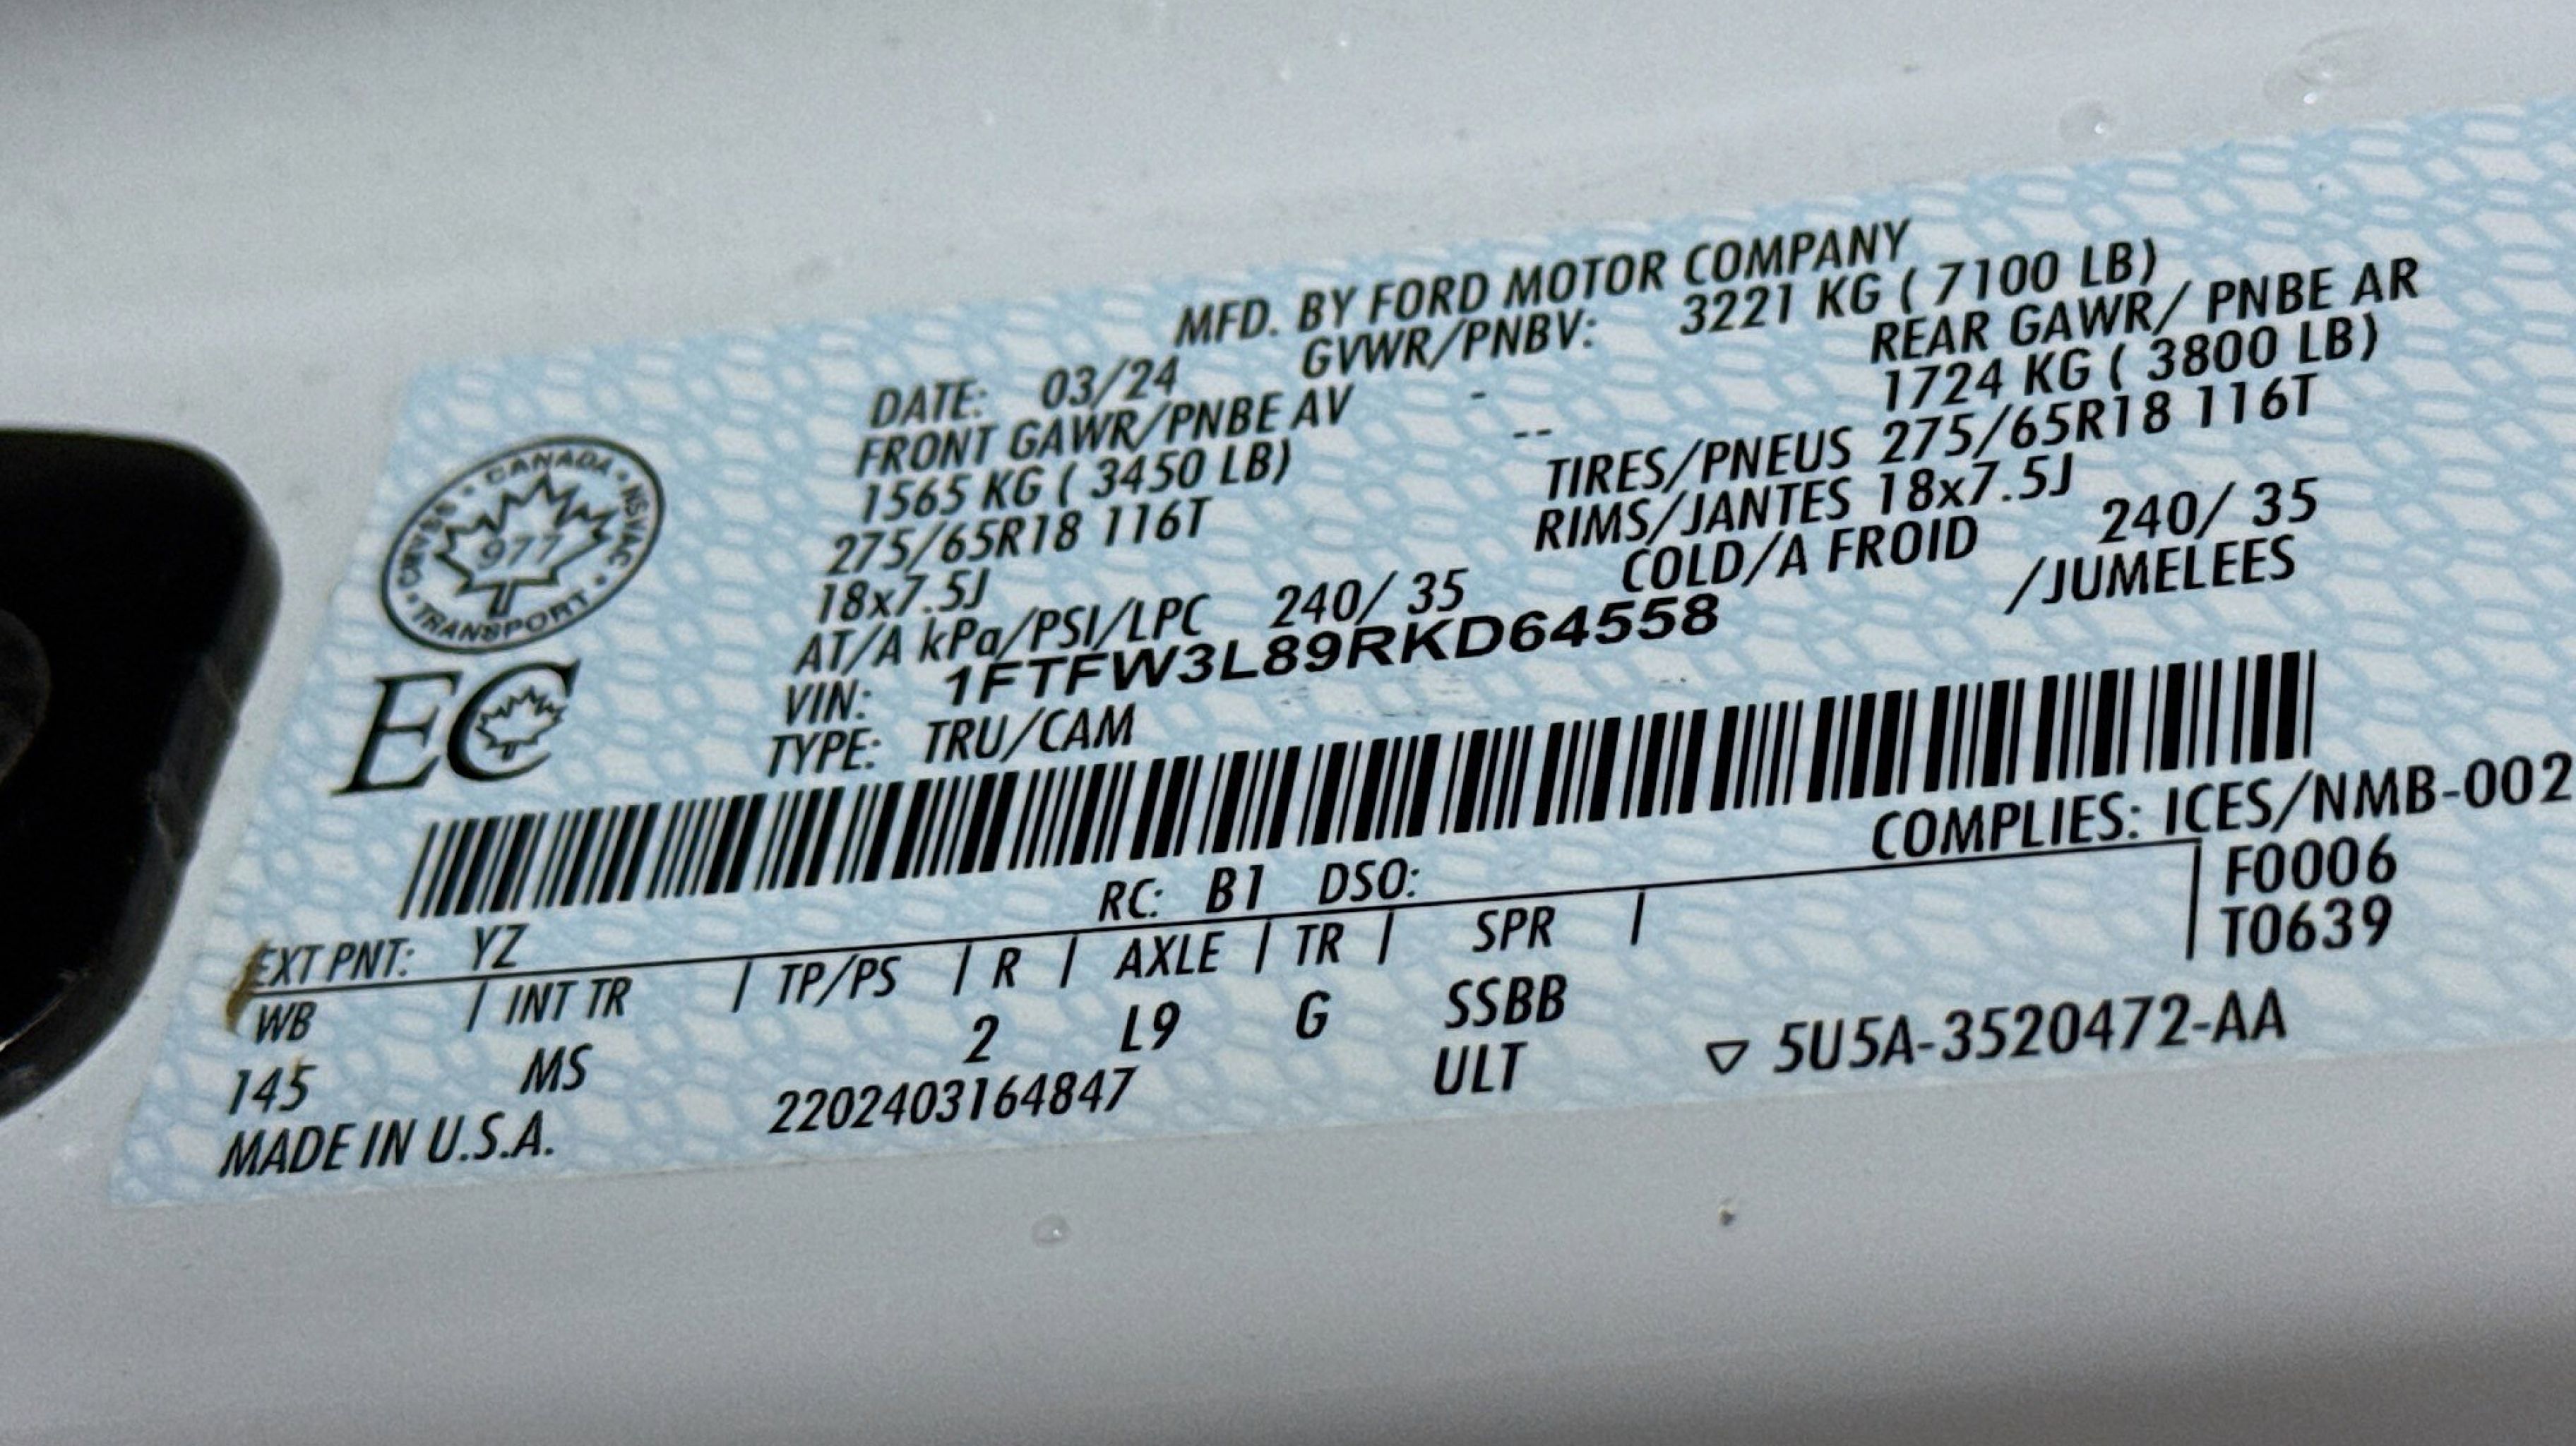 MFD. BY FORD MOTOR COMPANY
DATE: 03/24 GVWR/PNBV: 3221 KG ( 7100 LB)
FRONT GAWR/PNBE AV - REAR GAWR/ PNBE AR
1565 KG ( 3450 LB) -- 1724 KG ( 3800 LB)
275/65R18 116T TIRES/PNEUS 275/65R18 116T
18x7.5J RIMS/JANTES 18x7.5J
AT/A kPa/PSI/LPC 240/ 35 COLD/A FROID 240/ 35
VIN: 1FTFW3L89RKD64558 /JUMELEES
TYPE: TRU/CAM
CANADA
CMVSS NSVAC
977
TRANSPORT
EC
COMPLIES: ICES/NMB-002
RC: B1 DSO: F0006
EXT PNT: YZ T0639
WB | INT TR | TP/PS | R | AXLE | TR | SPR |
145 MS 2 L9 G SSBB
ULT
MADE IN U.S.A. 2202403164847 ▽ 5U5A-3520472-AA